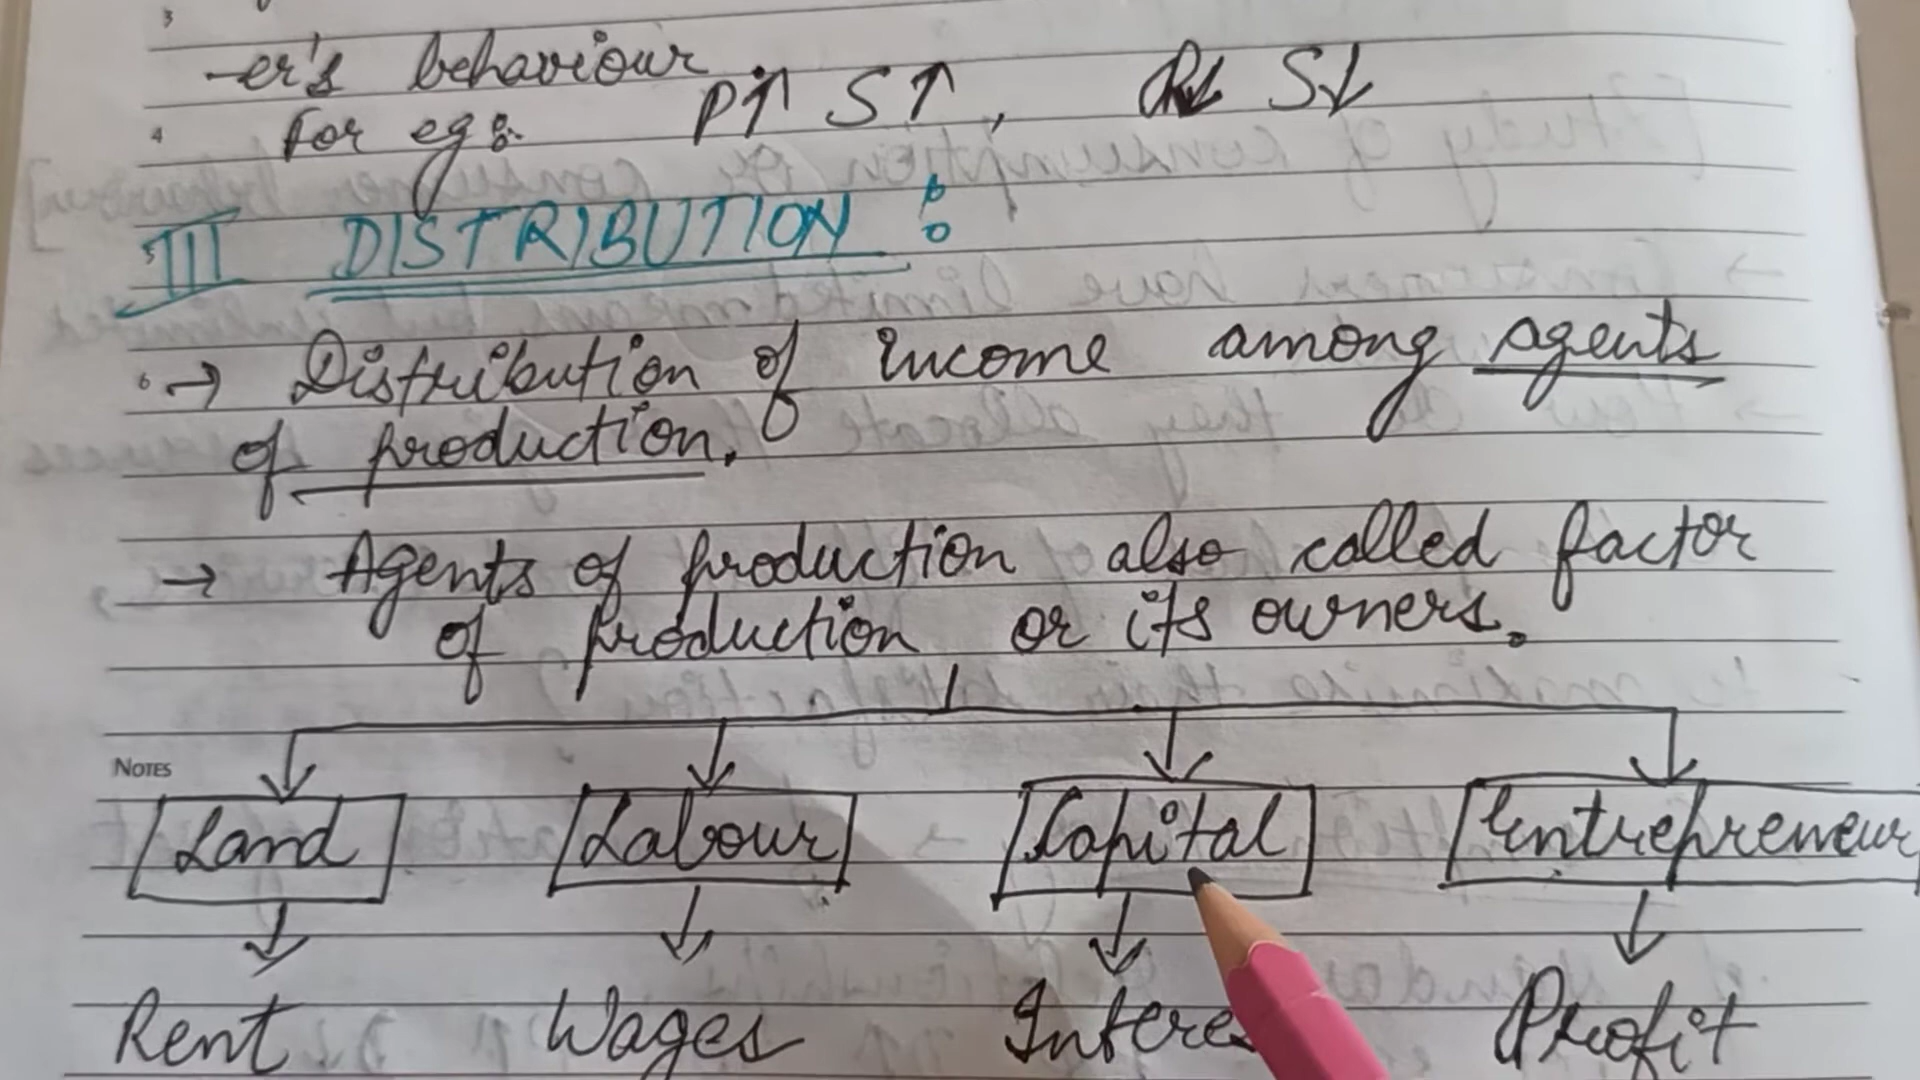 -er's behaviour
for eg: P↑ S↑, P↓ S↓
III DISTRIBUTION :
→ Distribution of income among agents
of production.
→ Agents of production also called factor
of production or its owners.
NOTES
Land Labour Capital Entrepreneur
Rent Wages Interes Profit